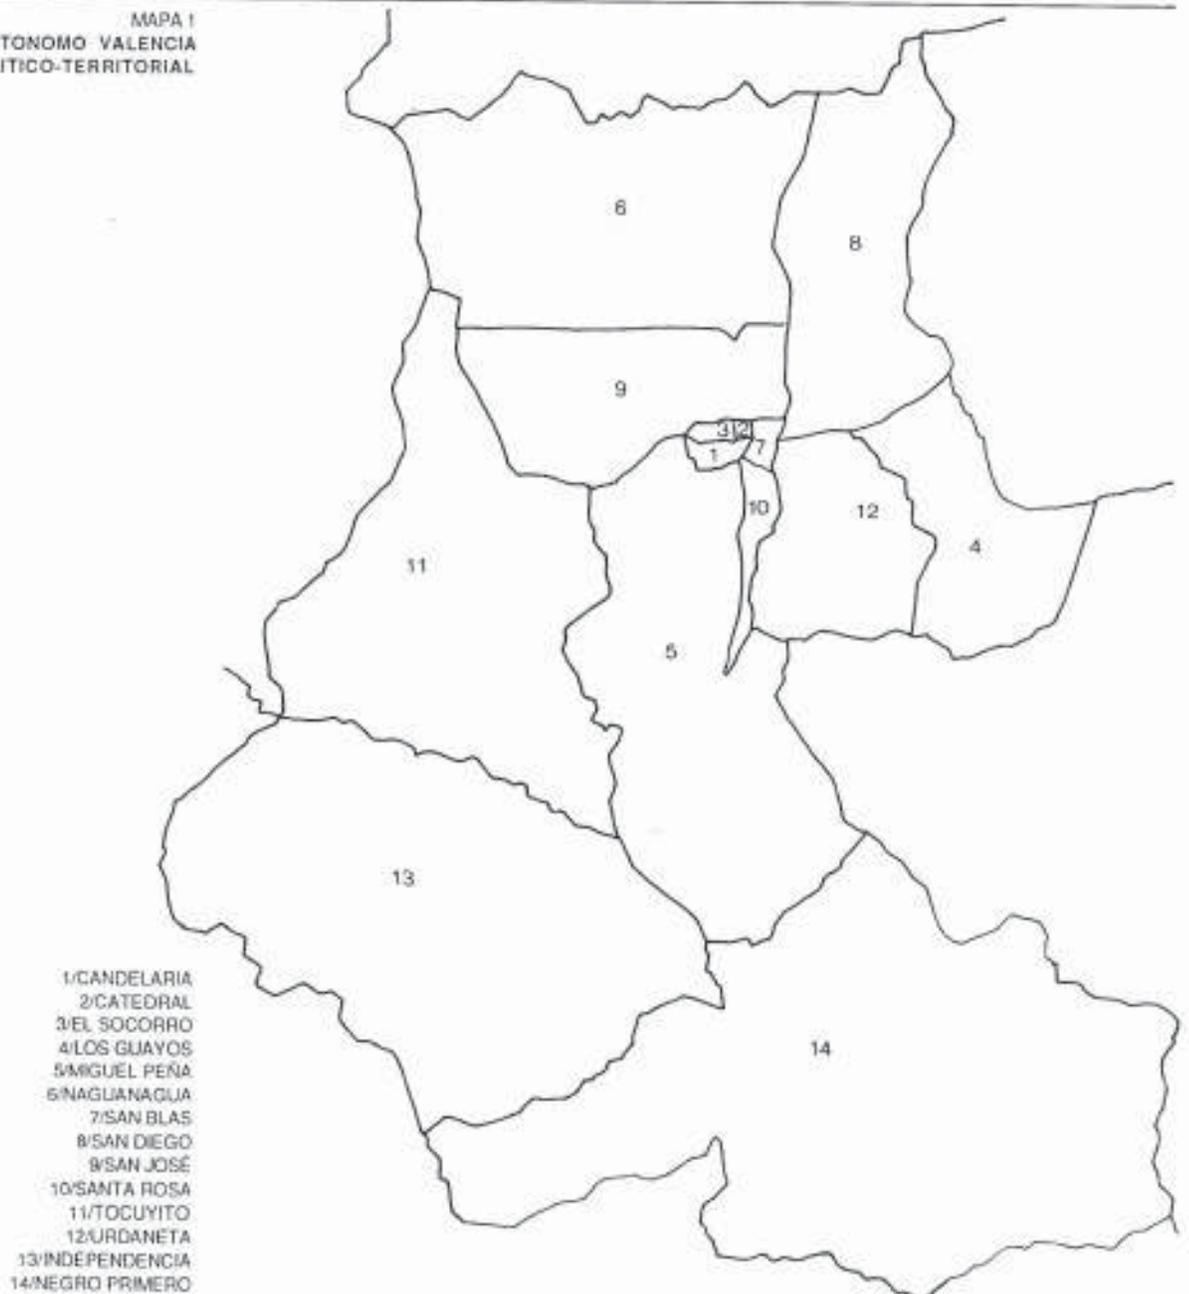 MAPA 1
TONOMO VALENCIA
ITICO-TERRITORIAL
6
8
9
3
2
1
7
10
12
4
11
5
13
14
1/CANDELARIA
2/CATEDRAL
3/EL SOCORRO
4/LOS GUAYOS
5/MIGUEL PEÑA
6/NAGUANAGUA
7/SAN BLAS
8/SAN DIEGO
9/SAN JOSÉ
10/SANTA ROSA
11/TOCUYITO
12/URDANETA
13/INDEPENDENCIA
14/NEGRO PRIMERO